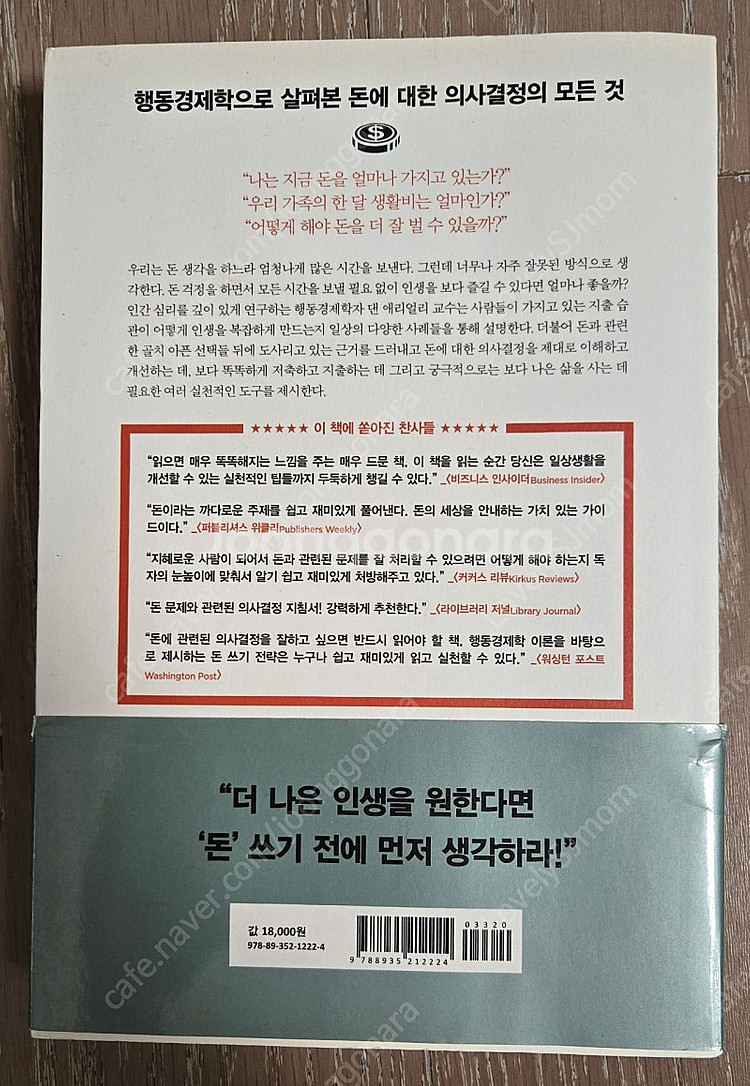 행동경제학으로 살펴본 돈에 대한 의사결정의 모든 것
$
“나는 지금 돈을 얼마나 가지고 있는가?”
“우리 가족의 한 달 생활비는 얼마인가?”
“어떻게 해야 돈을 더 잘 벌 수 있을까?”
우리는 돈 생각을 하느라 엄청나게 많은 시간을 보낸다. 그런데 너무나 자주 잘못된 방식으로 생
각한다. 돈 걱정을 하면서 모든 시간을 보낼 필요 없이 인생을 보다 즐길 수 있다면 얼마나 좋을까?
인간 심리를 깊이 있게 연구하는 행동경제학자 댄 애리얼리 교수는 사람들이 가지고 있는 지출 습
관이 어떻게 인생을 복잡하게 만드는지 일상의 다양한 사례들을 통해 설명한다. 더불어 돈과 관련
한 골치 아픈 선택들 뒤에 도사리고 있는 근거를 드러내고 돈에 대한 의사결정을 제대로 이해하고
개선하는 데, 보다 똑똑하게 저축하고 지출하는 데 그리고 궁극적으로는 보다 나은 삶을 사는 데
필요한 여러 실천적인 도구를 제시한다.
★★★★★ 이 책에 쏟아진 찬사들 ★★★★★
“읽으면 매우 똑똑해지는 느낌을 주는 매우 드문 책. 이 책을 읽는 순간 당신은 일상생활을
개선할 수 있는 실천적인 팁들까지 두둑하게 챙길 수 있다.” _〈비즈니스 인사이더Business Insider〉
“돈이라는 까다로운 주제를 쉽고 재미있게 풀어낸다. 돈의 세상을 안내하는 가치 있는 가이
드이다.” _〈퍼블리셔스 위클리Publishers Weekly〉
“지혜로운 사람이 되어서 돈과 관련된 문제를 잘 처리할 수 있으려면 어떻게 해야 하는지 독
자의 눈높이에 맞춰서 알기 쉽고 재미있게 처방해주고 있다.” _〈커커스 리뷰Kirkus Reviews〉
“돈 문제와 관련된 의사결정 지침서! 강력하게 추천한다.” _〈라이브러리 저널Library Journal〉
“돈에 관련된 의사결정을 잘하고 싶으면 반드시 읽어야 할 책. 행동경제학 이론을 바탕으
로 제시하는 돈 쓰기 전략은 누구나 쉽고 재미있게 읽고 실천할 수 있다.” _〈워싱턴 포스트
Washington Post〉
“더 나은 인생을 원한다면
‘돈’ 쓰기 전에 먼저 생각하라!”
값 18,000원
978-89-352-1222-4
03320
9 788935 212224
joonggonara
cafe.naver.com/joonggonara
lovelySJmom